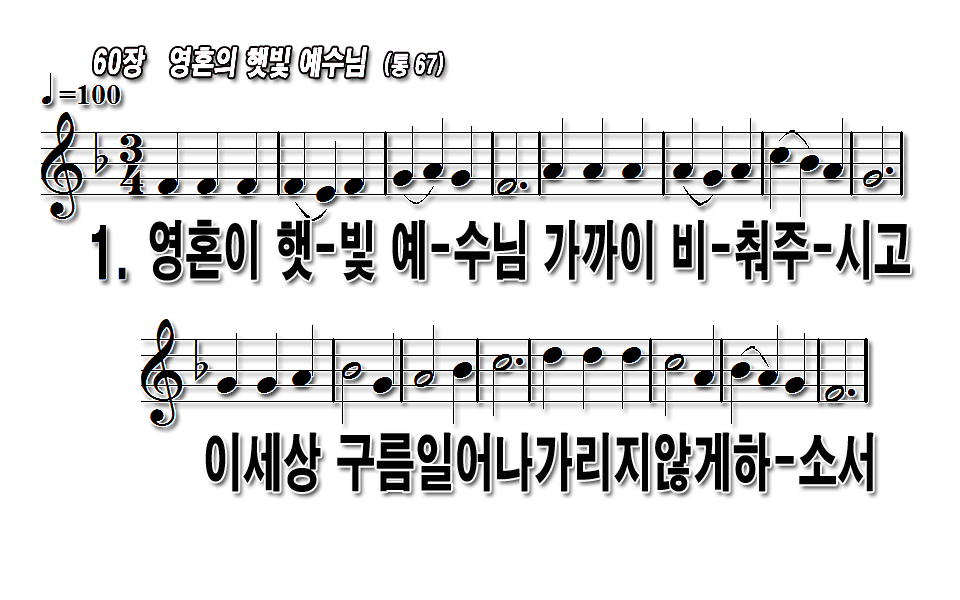 60장 영혼의 햇빛 예수님 (통 67)
♩=100
3
4
1. 영혼이 햇-빛 예-수님 가까이 비-춰주-시고
이세상 구름일어나가리지않게하-소서